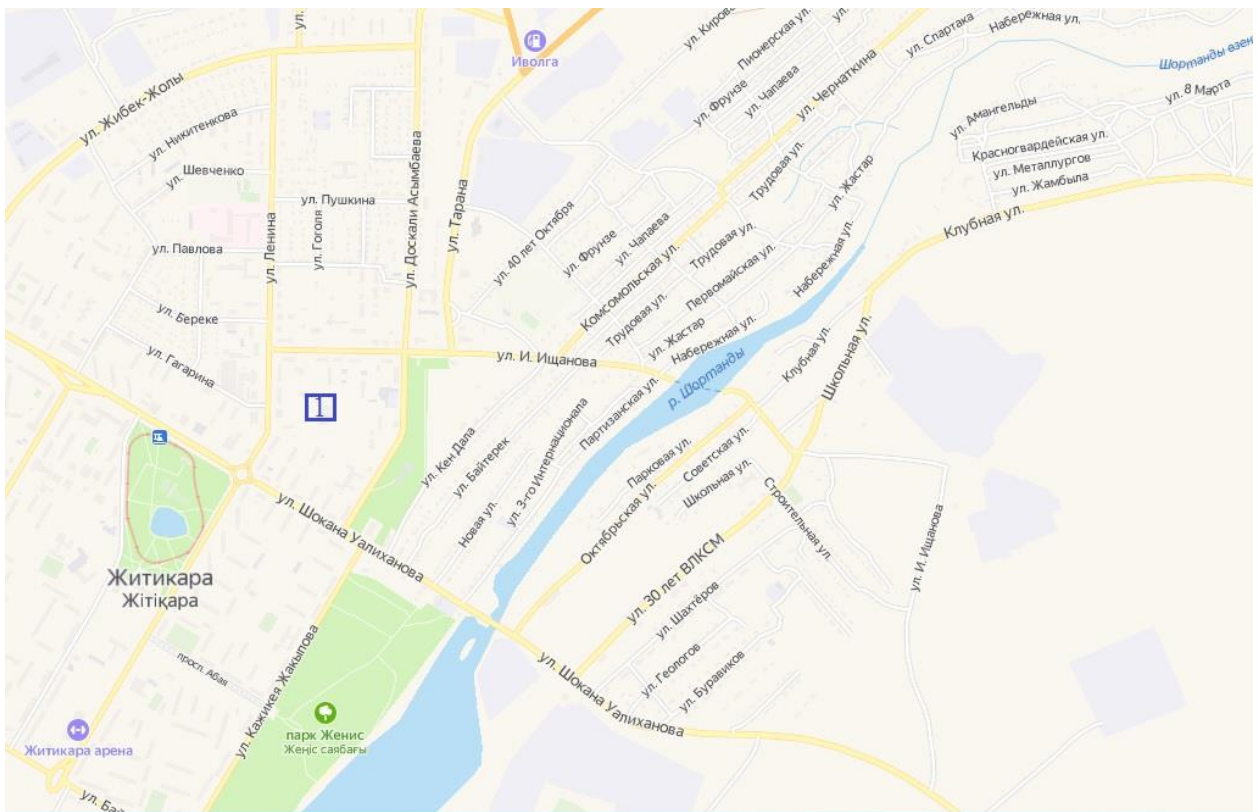 ул. Кирова
Пионерская ул.
ул. Спартака
Набережная ул.
Иволга
Шортанды өзен
ул. Чернаткина
ул. Фрунзе
ул. Чапаева
ул. 8 Марта
ул. Амангельды
ул. Жибек-Жолы
ул. Никитенкова
Красногвардейская ул.
ул. Металлургов
ул. Жамбыла
Шевченко
ул.
ул. Пушкина
ул. Гоголя
ул. Доскали Асымбаева
ул. Тарана
Трудовая ул.
ул. Жастар
Клубная ул.
ул. Павлова
ул. Ленина
ул. 40 лет Октября
ул. Фрунзе
ул. Чапаева
Трудовая ул.
Набережная ул.
Комсомольская ул.
Первомайская ул.
ул. Береке
Трудовая ул.
ул. Жастар
Набережная ул.
ул. Гагарина
ул. И. Ищанова
р. Шортанды
Клубная ул.
Школьная ул.
1
Партизанская ул.
ул. Кен Дала
ул. Байтерек
Новая ул.
ул. 3-го Интернационала
Парковая ул.
Советская ул.
Школьная ул.
Октябрьская ул.
Строительная ул.
ул. Шокана Уалиханова
ул. 30 лет ВЛКСМ
ул. И. Ищанова
Житикара
Жітіқара
ул. Шахтёров
ул. Геологов
ул. Буравиков
просп. Абая
ул. Кажикея Жакыпова
ул. Шокана Уалиханова
парк Женис
Жеңіс саябағы
Житикара арена